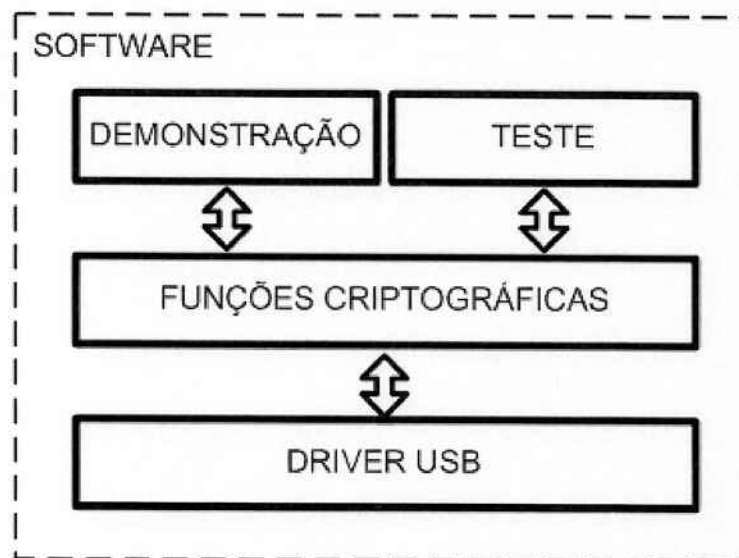 SOFTWARE
DEMONSTRAÇÃO
TESTE
FUNÇÕES CRIPTOGRÁFICAS
DRIVER USB